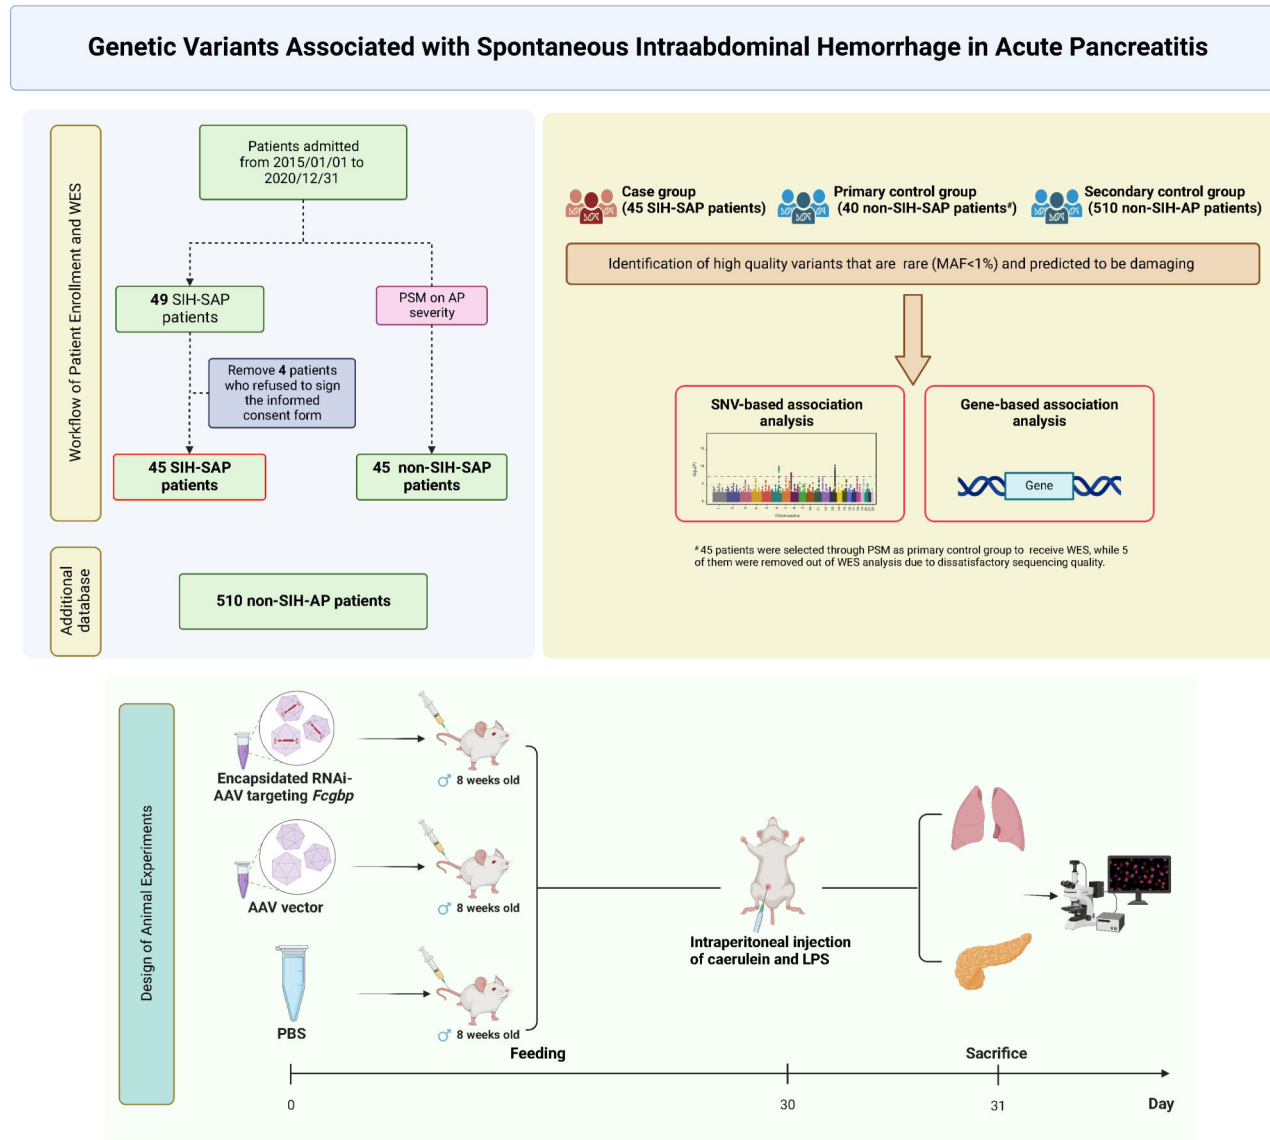 Genetic Variants Associated with Spontaneous Intraabdominal Hemorrhage in Acute Pancreatitis
Workflow of Patient Enrollment and WES
Patients admitted
from 2015/01/01 to
2020/12/31
49 SIH-SAP
patients
PSM on AP
severity
Remove 4 patients
who refused to sign
the informed
consent form
45 SIH-SAP
patients
45 non-SIH-SAP
patients
Additional
database
510 non-SIH-AP patients
Case group
(45 SIH-SAP patients)
Primary control group
(40 non-SIH-SAP patients#)
Secondary control group
(510 non-SIH-AP patients)
Identification of high quality variants that are rare (MAF<1%) and predicted to be damaging
SNV-based association
analysis
Chromosome
Gene-based association
analysis
Gene
# 45 patients were selected through PSM as primary control group to receive WES, while 5
of them were removed out of WES analysis due to dissatisfactory sequencing quality.
Design of Animal Experiments
Encapsidated RNAi-
AAV targeting Fcgbp
♂ 8 weeks old
AAV vector
♂ 8 weeks old
PBS
♂ 8 weeks old
Intraperitoneal injection
of caerulein and LPS
Feeding
Sacrifice
0
30
31
Day